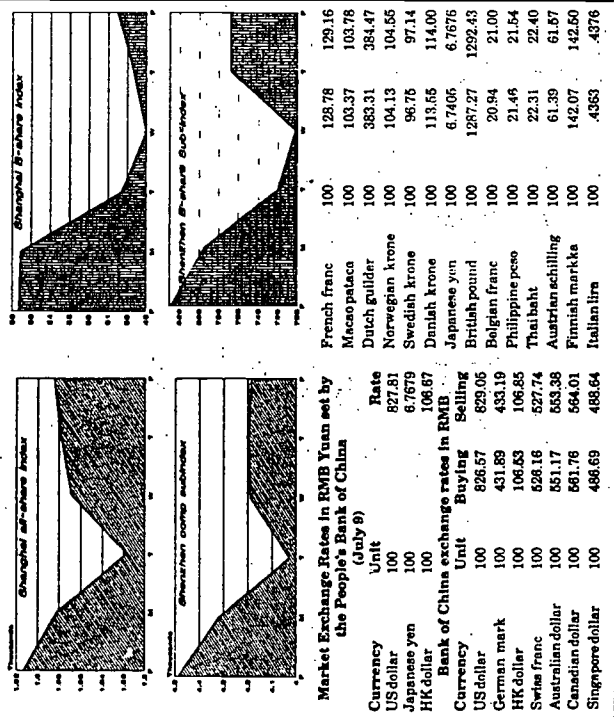 Shanghai all-share index
Shanghai B-share index
Thousands
P M T W T F
Shenzhen comp subindex
Shenzhen B-share Sub-index
Thousands
P M T W T F
Market Exchange Rates in RMB Yuan set by
the People's Bank of China
(July 9)
Currency Unit Rate
US dollar 100 827.81
Japanese yen 100 6.7679
HK dollar 100 106.67
Bank of China exchange rates in RMB
Currency Unit Buying Selling
US dollar 100 826.57 829.05
German mark 100 431.89 433.19
HK dollar 100 106.53 106.85
Swiss franc 100 526.16 527.74
Australian dollar 100 551.17 553.38
Canadian dollar 100 561.76 564.01
Singapore dollar 100 486.69 488.64
French franc 100 128.78 129.16
Macao pataca 100 103.37 103.78
Dutch guilder 100 383.31 384.47
Norwegian krone 100 104.13 104.55
Swedish krone 100 96.75 97.14
Danish krone 100 113.55 114.00
Japanese yen 100 6.7405 6.7676
British pound 100 1287.27 1292.43
Belgian franc 100 20.94 21.00
Philippine peso 100 21.46 21.54
Thai baht 100 22.31 22.40
Austrian schilling 100 61.39 61.57
Finnish markka 100 142.07 142.50
Italian lira 100 .4363 .4376